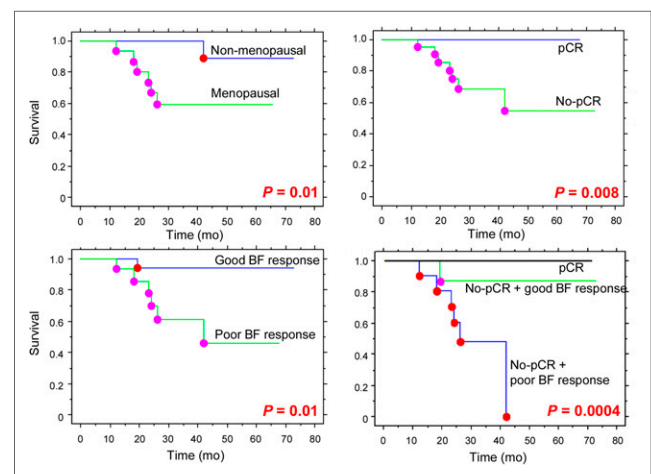 1.0
0.8
0.6
0.4
0.2
0
Survival
Non-menopausal
Menopausal
P = 0.01
0 10 20 30 40 50 60 70 80
Time (mo)
1.0
0.8
0.6
0.4
0.2
0
pCR
No-pCR
P = 0.008
0 10 20 30 40 50 60 70 80
Time (mo)
1.0
0.8
0.6
0.4
0.2
0
Survival
Good BF response
Poor BF response
P = 0.01
0 10 20 30 40 50 60 70 80
Time (mo)
1.0
0.8
0.6
0.4
0.2
0
pCR
No-pCR + good BF response
No-pCR +
poor BF response
P = 0.0004
0 10 20 30 40 50 60 70 80
Time (mo)